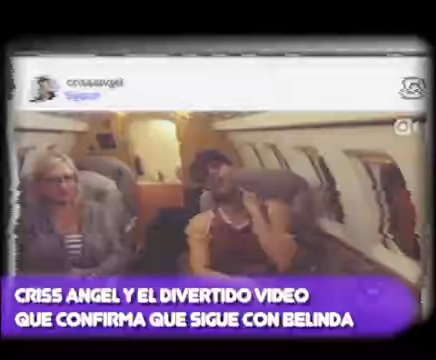 crissangel
CRISS ANGEL Y EL DIVERTIDO VIDEO
QUE CONFIRMA QUE SIGUE CON BELINDA